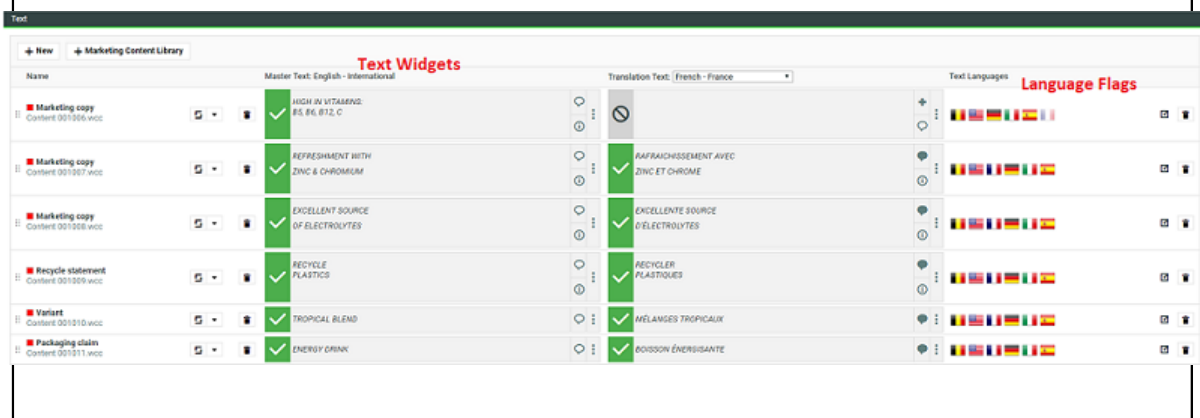 Text
New
Marketing Content Library
Text Widgets
Name
Master Text: English - International
Translation Text: French - France
Text Languages
Language Flags
Marketing copy
Content 001006.wcc
HIGH IN VITAMINS:
B5, B6, B12, C
Marketing copy
Content 001007.wcc
REFRESHMENT WITH
ZINC & CHROMIUM
RAFRAICHISSEMENT AVEC
ZINC ET CHROME
Marketing copy
Content 001008.wcc
EXCELLENT SOURCE
OF ELECTROLYTES
EXCELLENTE SOURCE
D'ÉLECTROLYTES
Recycle statement
Content 001009.wcc
RECYCLE
PLASTICS
RECYCLER
PLASTIQUES
Variant
Content 001010.wcc
TROPICAL BLEND
MÉLANGES TROPICAUX
Packaging claim
Content 001011.wcc
ENERGY DRINK
BOISSON ÉNERGISANTE